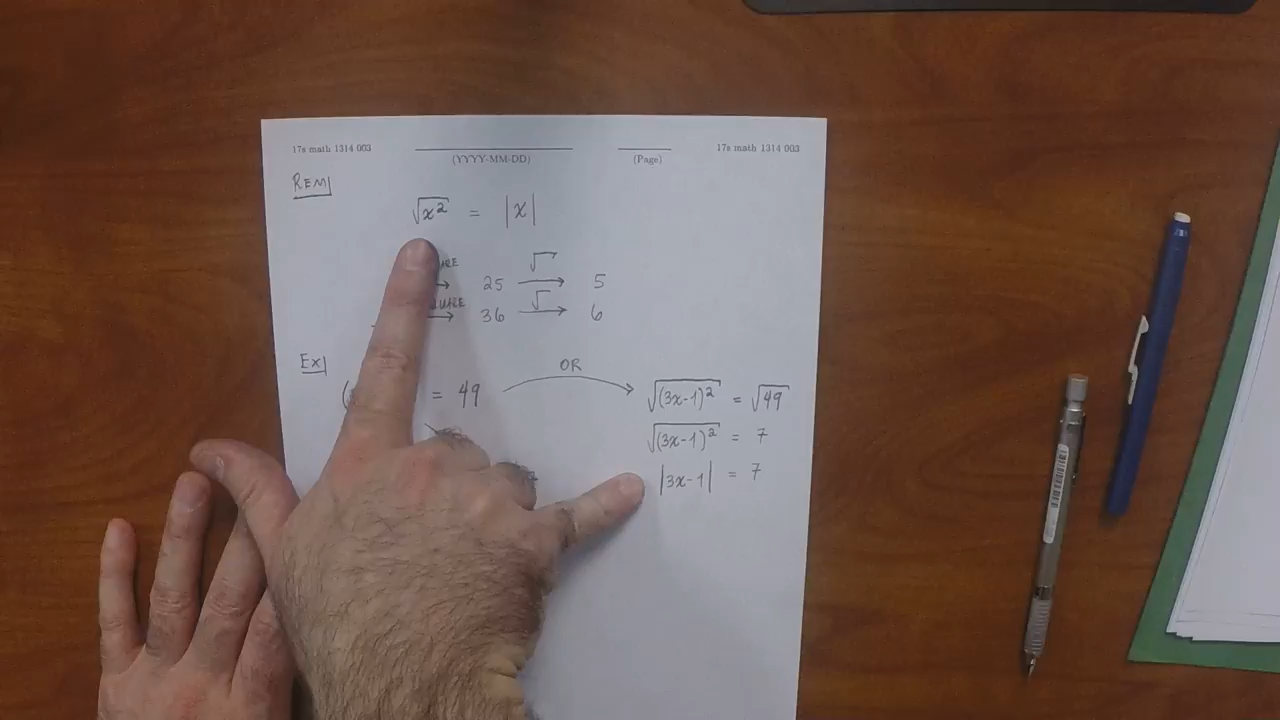 17s math 1314 003 (YYYY-MM-DD) (Page) 17s math 1314 003
REM
√x² = |x|
25 √→ 5
36 √→ 6
Ex
= 49 OR √(3x-1)² = √49
√(3x-1)² = 7
|3x-1| = 7